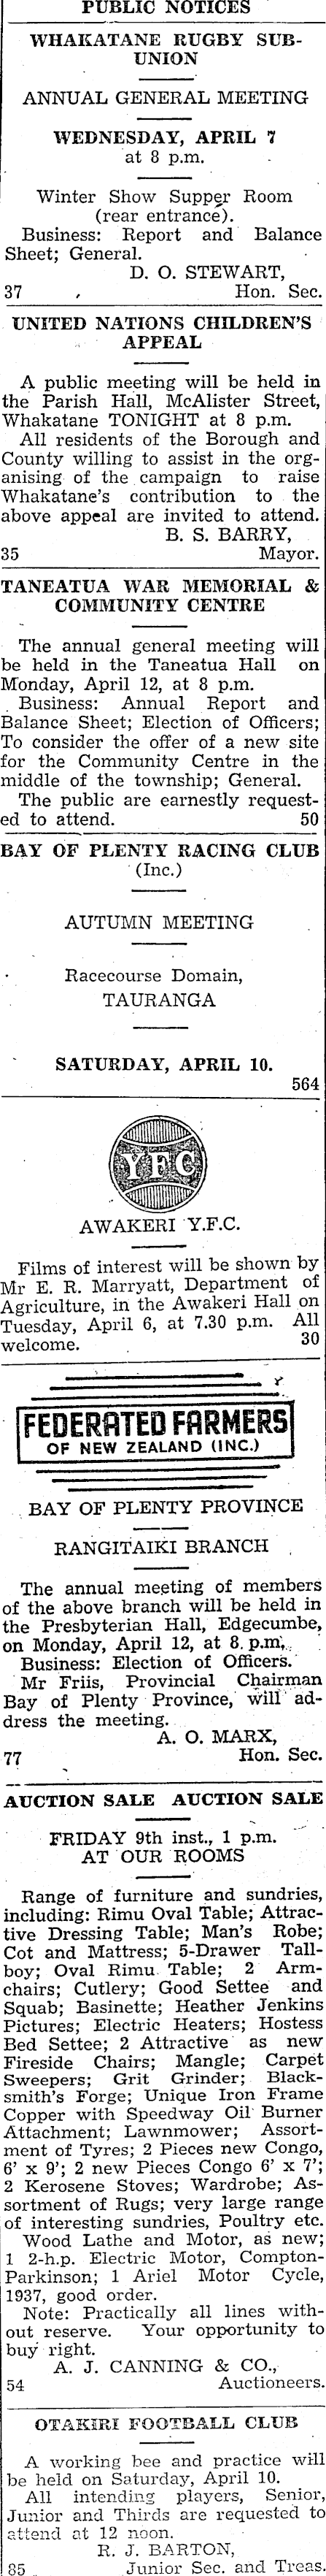 PUBLIC NOTICES
WHAKATANE RUGBY SUB-
UNION
ANNUAL GENERAL MEETING
WEDNESDAY, APRIL 7
at 8 p.m.
Winter Show Supper Room
(rear entrance).
Business: Report and Balance
Sheet; General.
D. O. STEWART,
37 Hon. Sec.
UNITED NATIONS CHILDREN'S
APPEAL
A public meeting will be held in
the Parish Hall, McAlister Street,
Whakatane TONIGHT at 8 p.m.
All residents of the Borough and
County willing to assist in the org-
anising of the campaign to raise
Whakatane's contribution to the
above appeal are invited to attend.
B. S. BARRY,
35 Mayor.
TANEATUA WAR MEMORIAL &
COMMUNITY CENTRE
The annual general meeting will
be held in the Taneatua Hall on
Monday, April 12, at 8 p.m.
Business: Annual Report and
Balance Sheet; Election of Officers;
To consider the offer of a new site
for the Community Centre in the
middle of the township; General.
The public are earnestly request-
ed to attend. 50
BAY OF PLENTY RACING CLUB
(Inc.)
AUTUMN MEETING
Racecourse Domain,
TAURANGA
SATURDAY, APRIL 10.
564
YFC
AWAKERI Y.F.C.
Films of interest will be shown by
Mr E. R. Marryatt, Department of
Agriculture, in the Awakeri Hall on
Tuesday, April 6, at 7.30 p.m. All
welcome. 30
FEDERATED FARMERS
OF NEW ZEALAND (INC.)
BAY OF PLENTY PROVINCE
RANGITAIKI BRANCH
The annual meeting of members
of the above branch will be held in
the Presbyterian Hall, Edgecumbe,
on Monday, April 12, at 8. p.m.
Business: Election of Officers.
Mr Friis, Provincial Chairman
Bay of Plenty Province, will ad-
dress the meeting.
A. O. MARX,
77 Hon. Sec.
AUCTION SALE AUCTION SALE
FRIDAY 9th inst., 1 p.m.
AT OUR ROOMS
Range of furniture and sundries,
including: Rimu Oval Table; Attrac-
tive Dressing Table; Man's Robe;
Cot and Mattress; 5-Drawer Tall-
boy; Oval Rimu Table; 2 Arm-
chairs; Cutlery; Good Settee and
Squab; Basinette; Heather Jenkins
Pictures; Electric Heaters; Hostess
Bed Settee; 2 Attractive as new
Fireside Chairs; Mangle; Carpet
Sweepers; Grit Grinder; Black-
smith's Forge; Unique Iron Frame
Copper with Speedway Oil Burner
Attachment; Lawnmower; Assort-
ment of Tyres; 2 Pieces new Congo,
6' x 9'; 2 new Pieces Congo 6' x 7';
2 Kerosene Stoves; Wardrobe; As-
sortment of Rugs; very large range
of interesting sundries, Poultry etc.
Wood Lathe and Motor, as new;
1 2-h.p. Electric Motor, Compton-
Parkinson; 1 Ariel Motor Cycle,
1937, good order.
Note: Practically all lines with-
out reserve. Your opportunity to
buy right.
A. J. CANNING & CO.,
54 Auctioneers.
OTAKIRI FOOTBALL CLUB
A working bee and practice will
be held on Saturday, April 10.
All intending players, Senior,
Junior and Thirds are requested to
attend at 12 noon.
R. J. BARTON,
85 Junior Sec. and Treas.